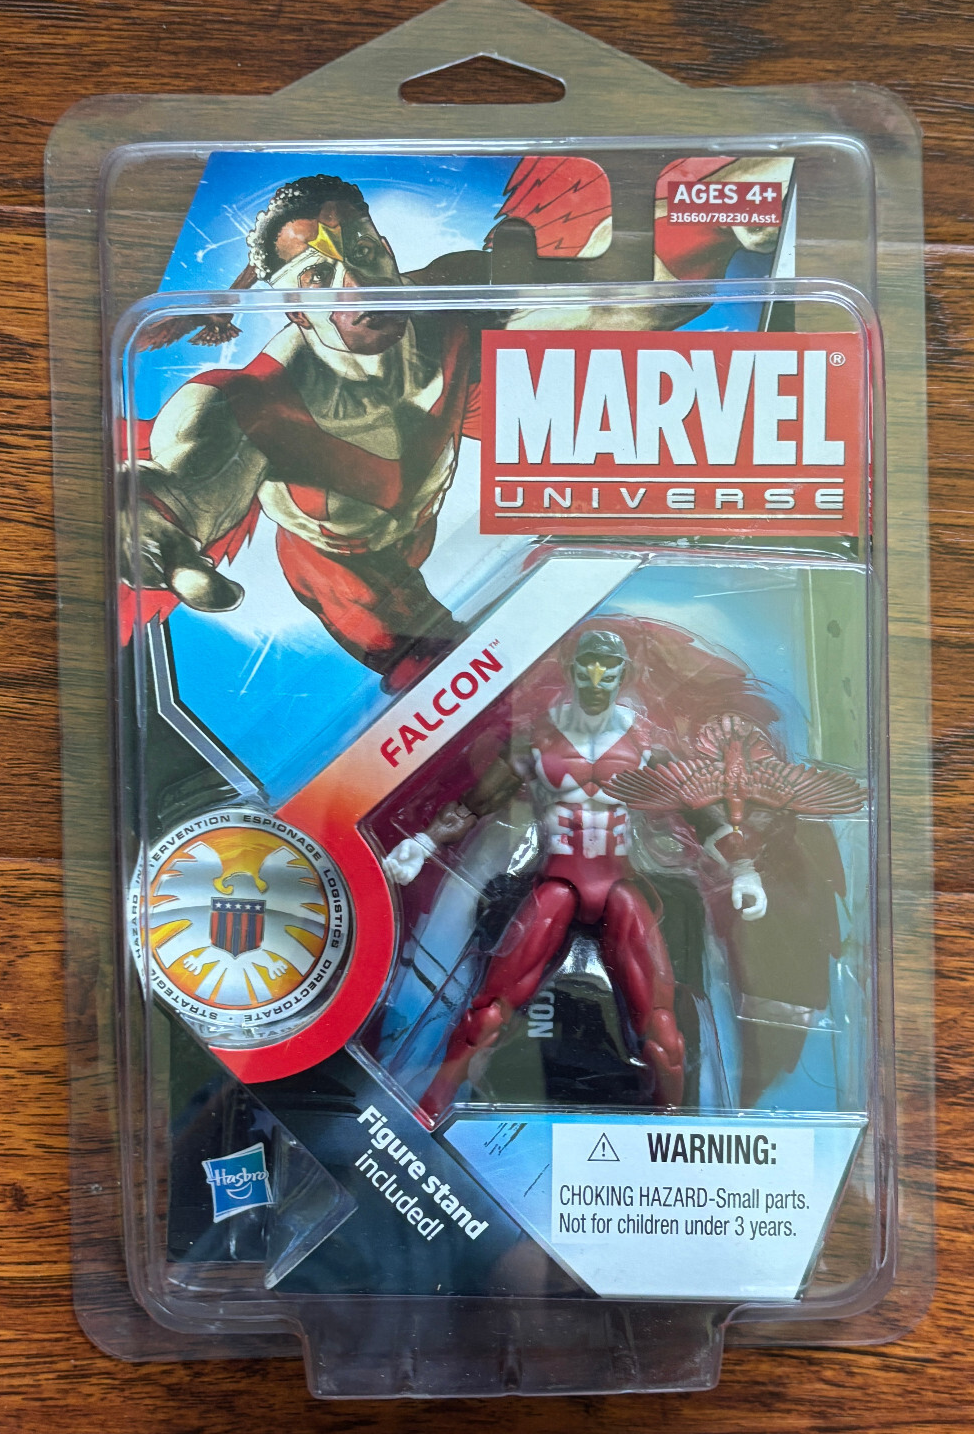 AGES 4+
31660/78230 Asst.
MARVEL®
UNIVERSE
FALCON™
STRATEGIC HAZARD INTERVENTION ESPIONAGE LOGISTICS DIRECTORATE •
Figure stand
included!
Hasbro
⚠ WARNING:
CHOKING HAZARD-Small parts.
Not for children under 3 years.